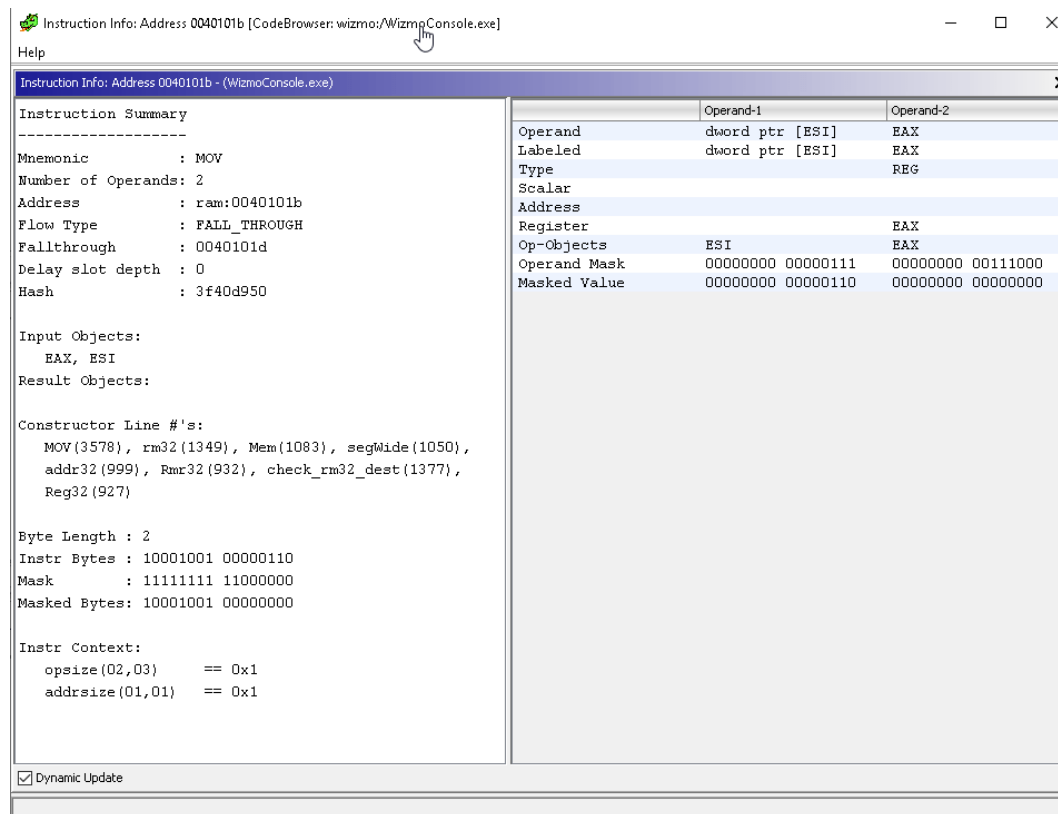 Instruction Info: Address 0040101b [CodeBrowser: wizmo:/WizmoConsole.exe]
Help
Instruction Info: Address 0040101b - (WizmoConsole.exe)
Instruction Summary
-------------------
Mnemonic : MOV
Number of Operands: 2
Address : ram:0040101b
Flow Type : FALL_THROUGH
Fallthrough : 0040101d
Delay slot depth : 0
Hash : 3f40d950
Input Objects:
EAX, ESI
Result Objects:
Constructor Line #'s:
MOV(3578), rm32(1349), Mem(1083), segWide(1050),
addr32(999), Rmr32(932), check_rm32_dest(1377),
Reg32(927)
Byte Length : 2
Instr Bytes : 10001001 00000110
Mask : 11111111 11000000
Masked Bytes: 10001001 00000000
Instr Context:
opsize(02,03) == 0x1
addrsize(01,01) == 0x1
Operand-1 Operand-2
Operand dword ptr [ESI] EAX
Labeled dword ptr [ESI] EAX
Type REG
Scalar
Address
Register EAX
Op-Objects ESI EAX
Operand Mask 00000000 00000111 00000000 00111000
Masked Value 00000000 00000110 00000000 00000000
Dynamic Update